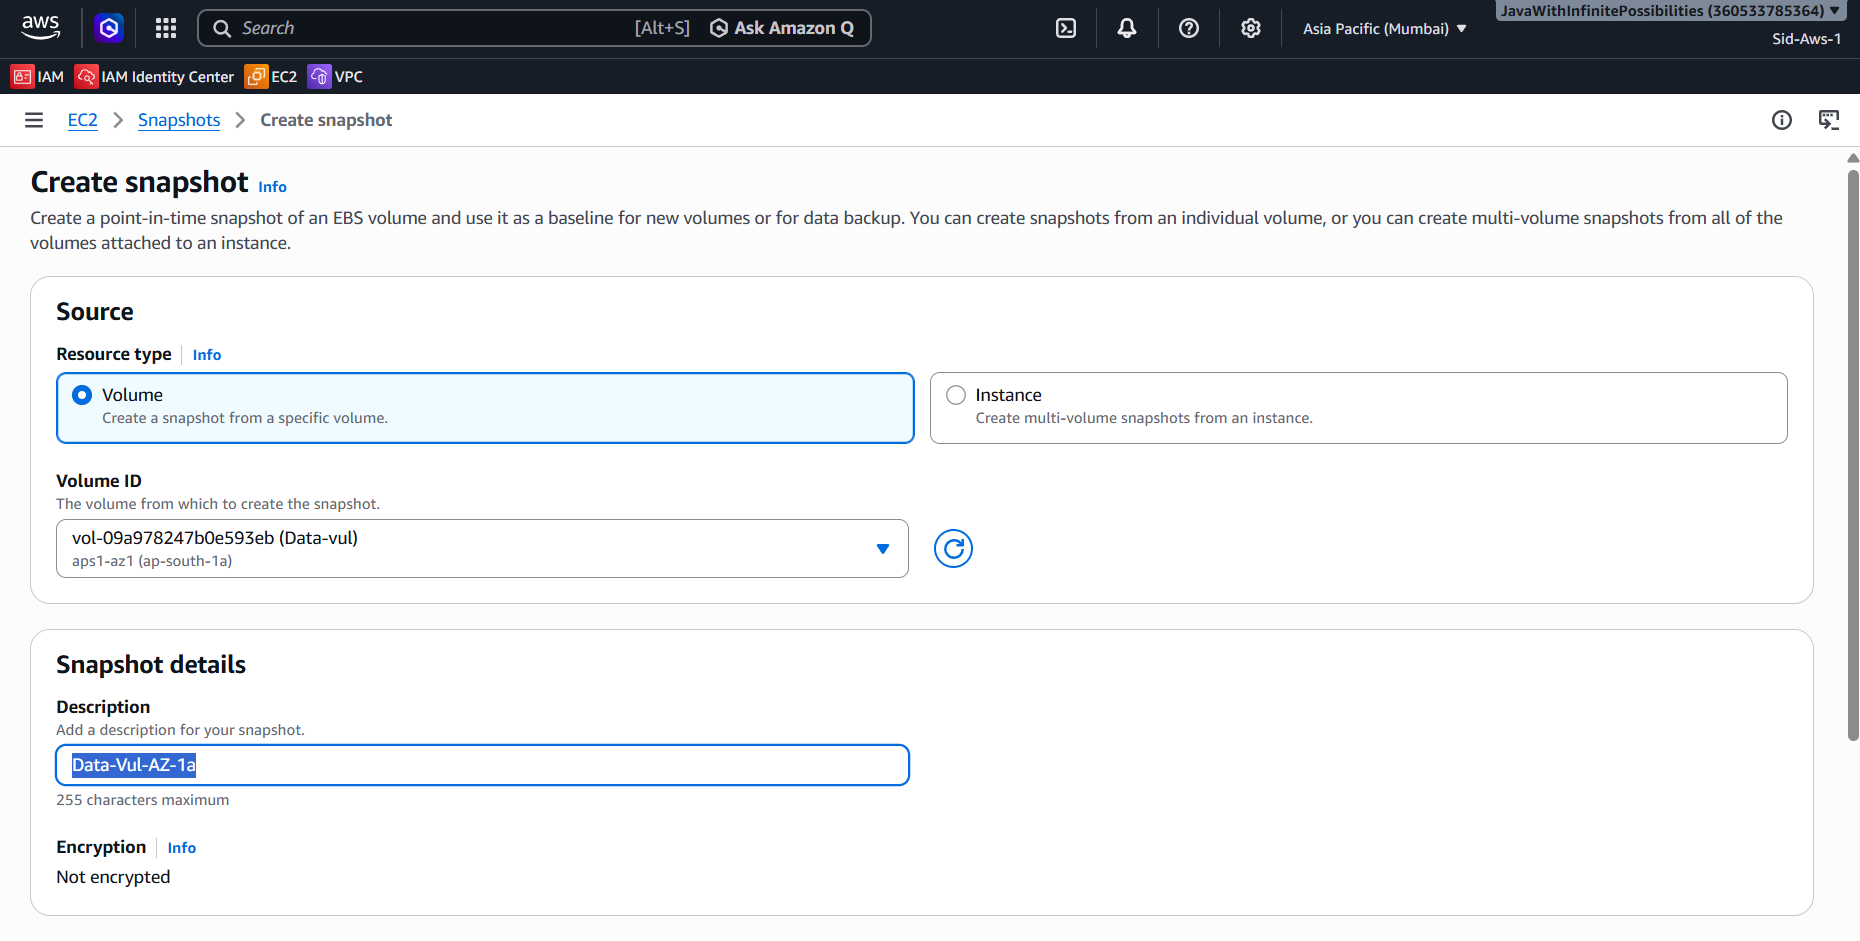 aws
Search [Alt+S] Ask Amazon Q
Asia Pacific (Mumbai)
JavaWithInfinitePossibilities (360533785364)
Sid-Aws-1
IAM IAM Identity Center EC2 VPC
EC2 Snapshots Create snapshot
Create snapshot Info
Create a point-in-time snapshot of an EBS volume and use it as a baseline for new volumes or for data backup. You can create snapshots from an individual volume, or you can create multi-volume snapshots from all of the
volumes attached to an instance.
Source
Resource type Info
Volume
Create a snapshot from a specific volume.
Instance
Create multi-volume snapshots from an instance.
Volume ID
The volume from which to create the snapshot.
vol-09a978247b0e593eb (Data-vul)
aps1-az1 (ap-south-1a)
Snapshot details
Description
Add a description for your snapshot.
Data-Vul-AZ-1a
255 characters maximum
Encryption Info
Not encrypted